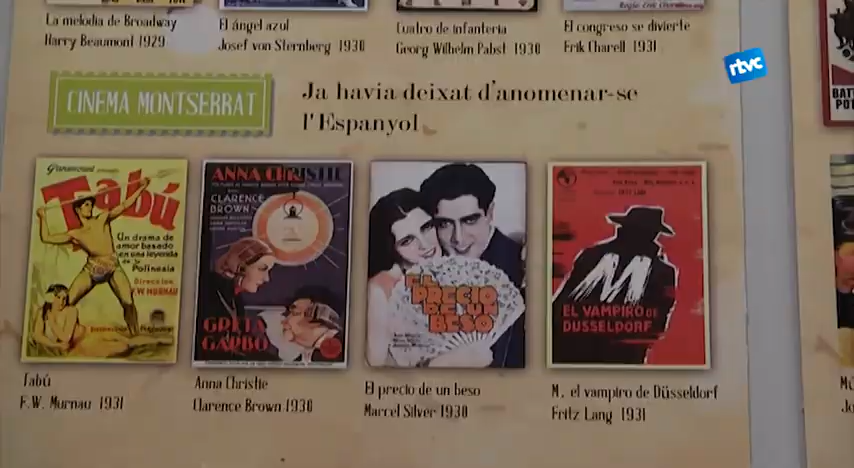 La melodía de Broadway
Harry Beaumont 1929
El ángel azul
Josef von Sternberg 1930
Cuatro de infantería
Georg Wilhelm Pabst 1930
El congreso se divierte
Erik Charell 1931
rtvc
CINEMA MONTSERRAT
Ja havia deixat d'anomenar-se
l'Espanyol
Paramount
Tabú
Un drama de
amor basado
en una leyenda
de la
Polinesia
Dirección
F.W. MURNAU
ANNA CHRISTIE
CLARENCE
BROWN
GRETA
GARBO
EL
PRECIO
DE UN
BESO
FRITZ LANG
M
EL VAMPIRO DE
DUSSELDORF
Tabú
F.W. Murnau 1931
Anna Christie
Clarence Brown 1930
El precio de un beso
Marcel Silver 1930
M, el vampiro de Düsseldorf
Fritz Lang 1931